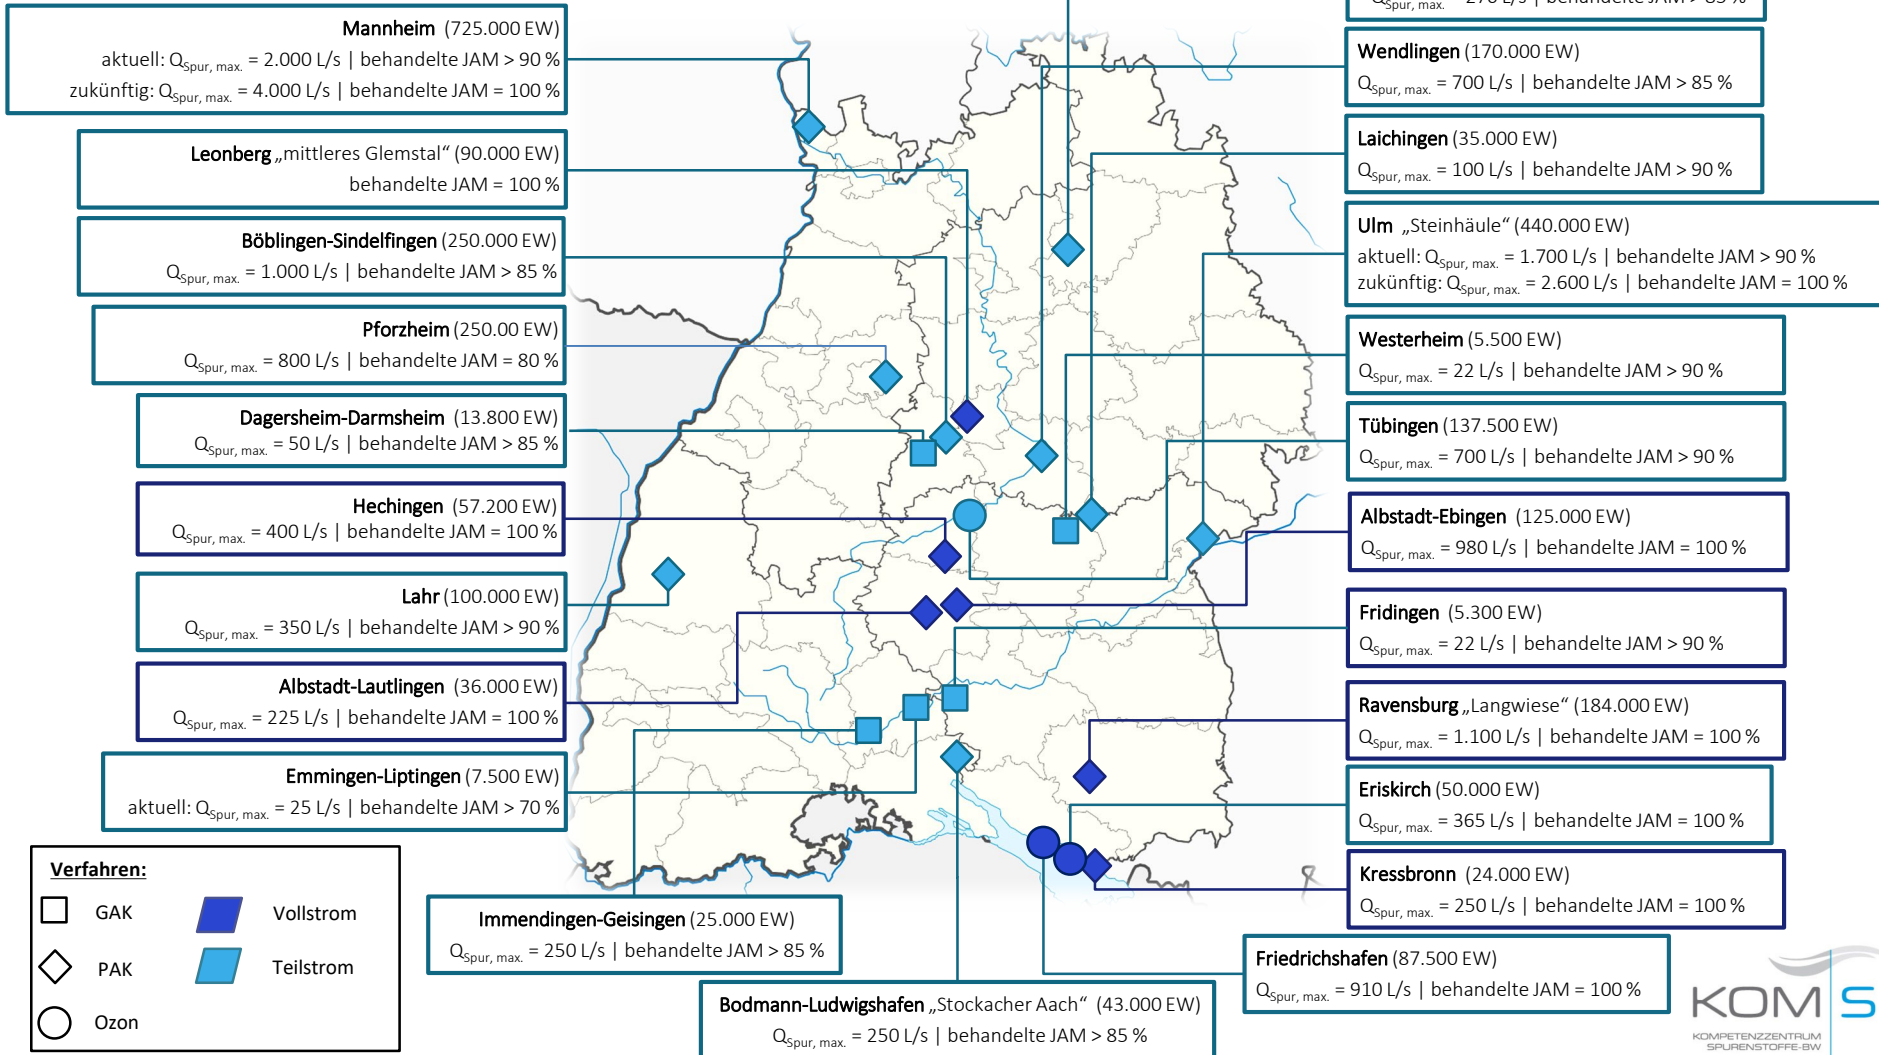 Mannheim (725.000 EW)
aktuell: QSpur, max. = 2.000 L/s | behandelte JAM > 90 %
zukünftig: QSpur, max. = 4.000 L/s | behandelte JAM = 100 %
Leonberg „mittleres Glemstal“ (90.000 EW)
behandelte JAM = 100 %
Böblingen-Sindelfingen (250.000 EW)
QSpur, max. = 1.000 L/s | behandelte JAM > 85 %
Pforzheim (250.00 EW)
QSpur, max. = 800 L/s | behandelte JAM = 80 %
Dagersheim-Darmsheim (13.800 EW)
QSpur, max. = 50 L/s | behandelte JAM > 85 %
Hechingen (57.200 EW)
QSpur, max. = 400 L/s | behandelte JAM = 100 %
Lahr (100.000 EW)
QSpur, max. = 350 L/s | behandelte JAM > 90 %
Albstadt-Lautlingen (36.000 EW)
QSpur, max. = 225 L/s | behandelte JAM = 100 %
Emmingen-Liptingen (7.500 EW)
aktuell: QSpur, max. = 25 L/s | behandelte JAM > 70 %
Verfahren:
GAK
Vollstrom
PAK
Teilstrom
Ozon
Immendingen-Geisingen (25.000 EW)
QSpur, max. = 250 L/s | behandelte JAM > 85 %
Bodmann-Ludwigshafen „Stockacher Aach“ (43.000 EW)
QSpur, max. = 250 L/s | behandelte JAM > 85 %
QSpur, max. = 270 L/s | behandelte JAM > 85 %
Wendlingen (170.000 EW)
QSpur, max. = 700 L/s | behandelte JAM > 85 %
Laichingen (35.000 EW)
QSpur, max. = 100 L/s | behandelte JAM > 90 %
Ulm „Steinhäule“ (440.000 EW)
aktuell: QSpur, max. = 1.700 L/s | behandelte JAM > 90 %
zukünftig: QSpur, max. = 2.600 L/s | behandelte JAM = 100 %
Westerheim (5.500 EW)
QSpur, max. = 22 L/s | behandelte JAM > 90 %
Tübingen (137.500 EW)
QSpur, max. = 700 L/s | behandelte JAM > 90 %
Albstadt-Ebingen (125.000 EW)
QSpur, max. = 980 L/s | behandelte JAM = 100 %
Fridingen (5.300 EW)
QSpur, max. = 22 L/s | behandelte JAM > 90 %
Ravensburg „Langwiese“ (184.000 EW)
QSpur, max. = 1.100 L/s | behandelte JAM = 100 %
Eriskirch (50.000 EW)
QSpur, max. = 365 L/s | behandelte JAM = 100 %
Kressbronn (24.000 EW)
QSpur, max. = 250 L/s | behandelte JAM = 100 %
Friedrichshafen (87.500 EW)
QSpur, max. = 910 L/s | behandelte JAM = 100 %
KOM|S
KOMPETENZZENTRUM
SPURENSTOFFE-BW